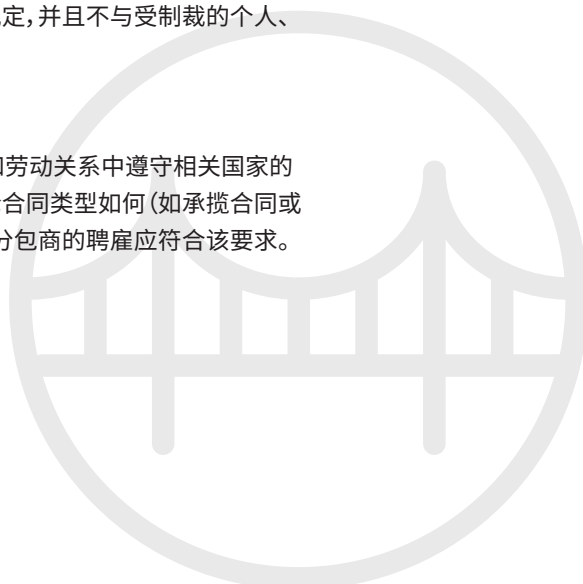 定，并且不与受制裁的个人、
劳动关系中遵守相关国家的
合同类型如何（如承揽合同或
分包商的聘雇应符合该要求。